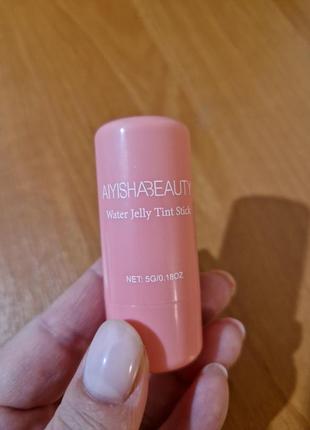 AIYISHABEAUTY
Water Jelly Tint Stick
NET: 5G/0.18OZ